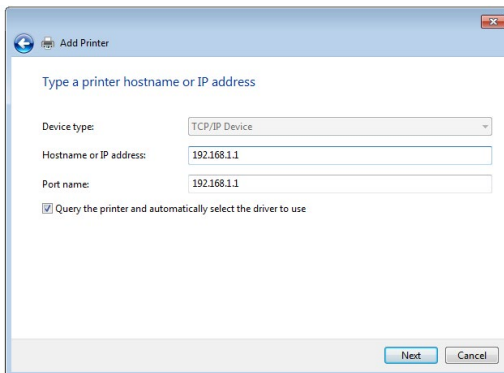 Add Printer
Type a printer hostname or IP address
Device type: TCP/IP Device
Hostname or IP address: 192.168.1.1
Port name: 192.168.1.1
Query the printer and automatically select the driver to use
Next Cancel